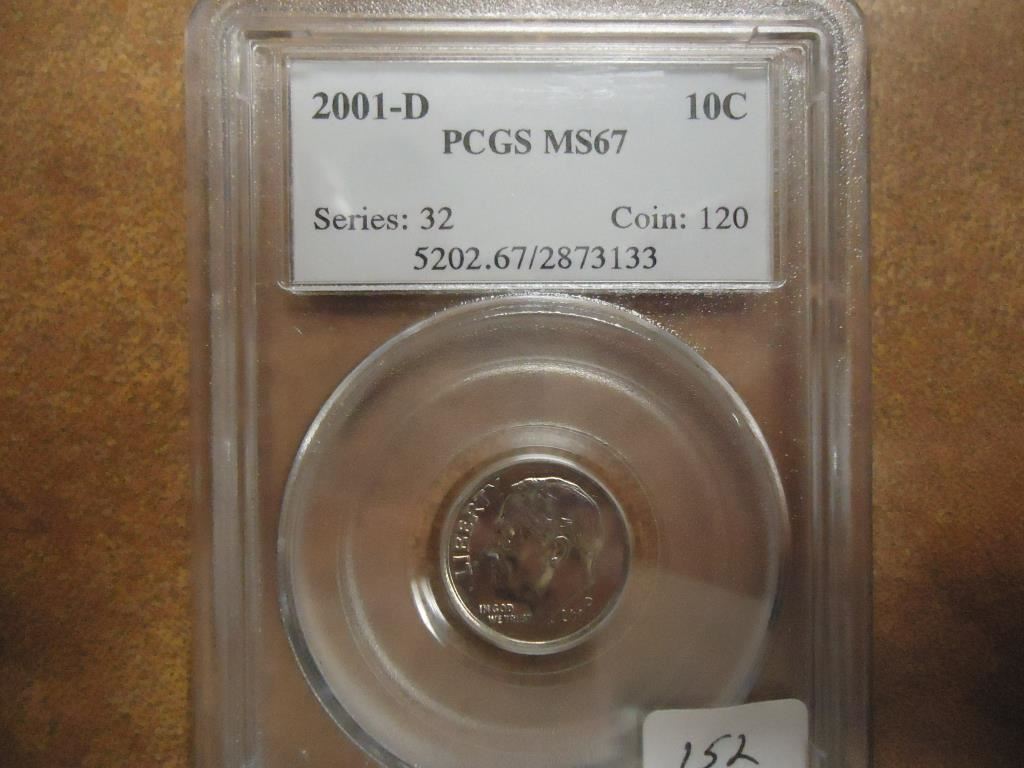 2001-D 10C
PCGS MS67
Series: 32 Coin: 120
5202.67/2873133
LIBERTY
IN GOD
WE TRUST
D
152